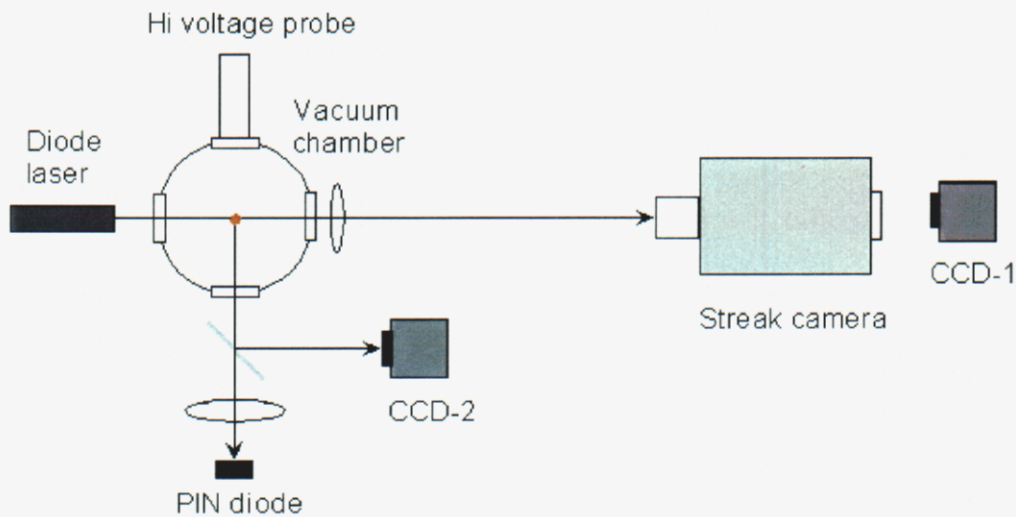 Hi voltage probe
Vacuum
chamber
Diode
laser
CCD-1
Streak camera
CCD-2
PIN diode